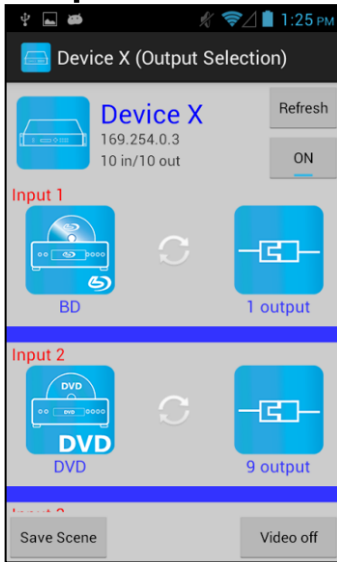 1:25 PM
Device X (Output Selection)
Device X
Refresh
169.254.0.3
10 in/10 out
ON
Input 1
BD
1 output
Input 2
DVD
DVD
DVD
9 output
Save Scene
Video off